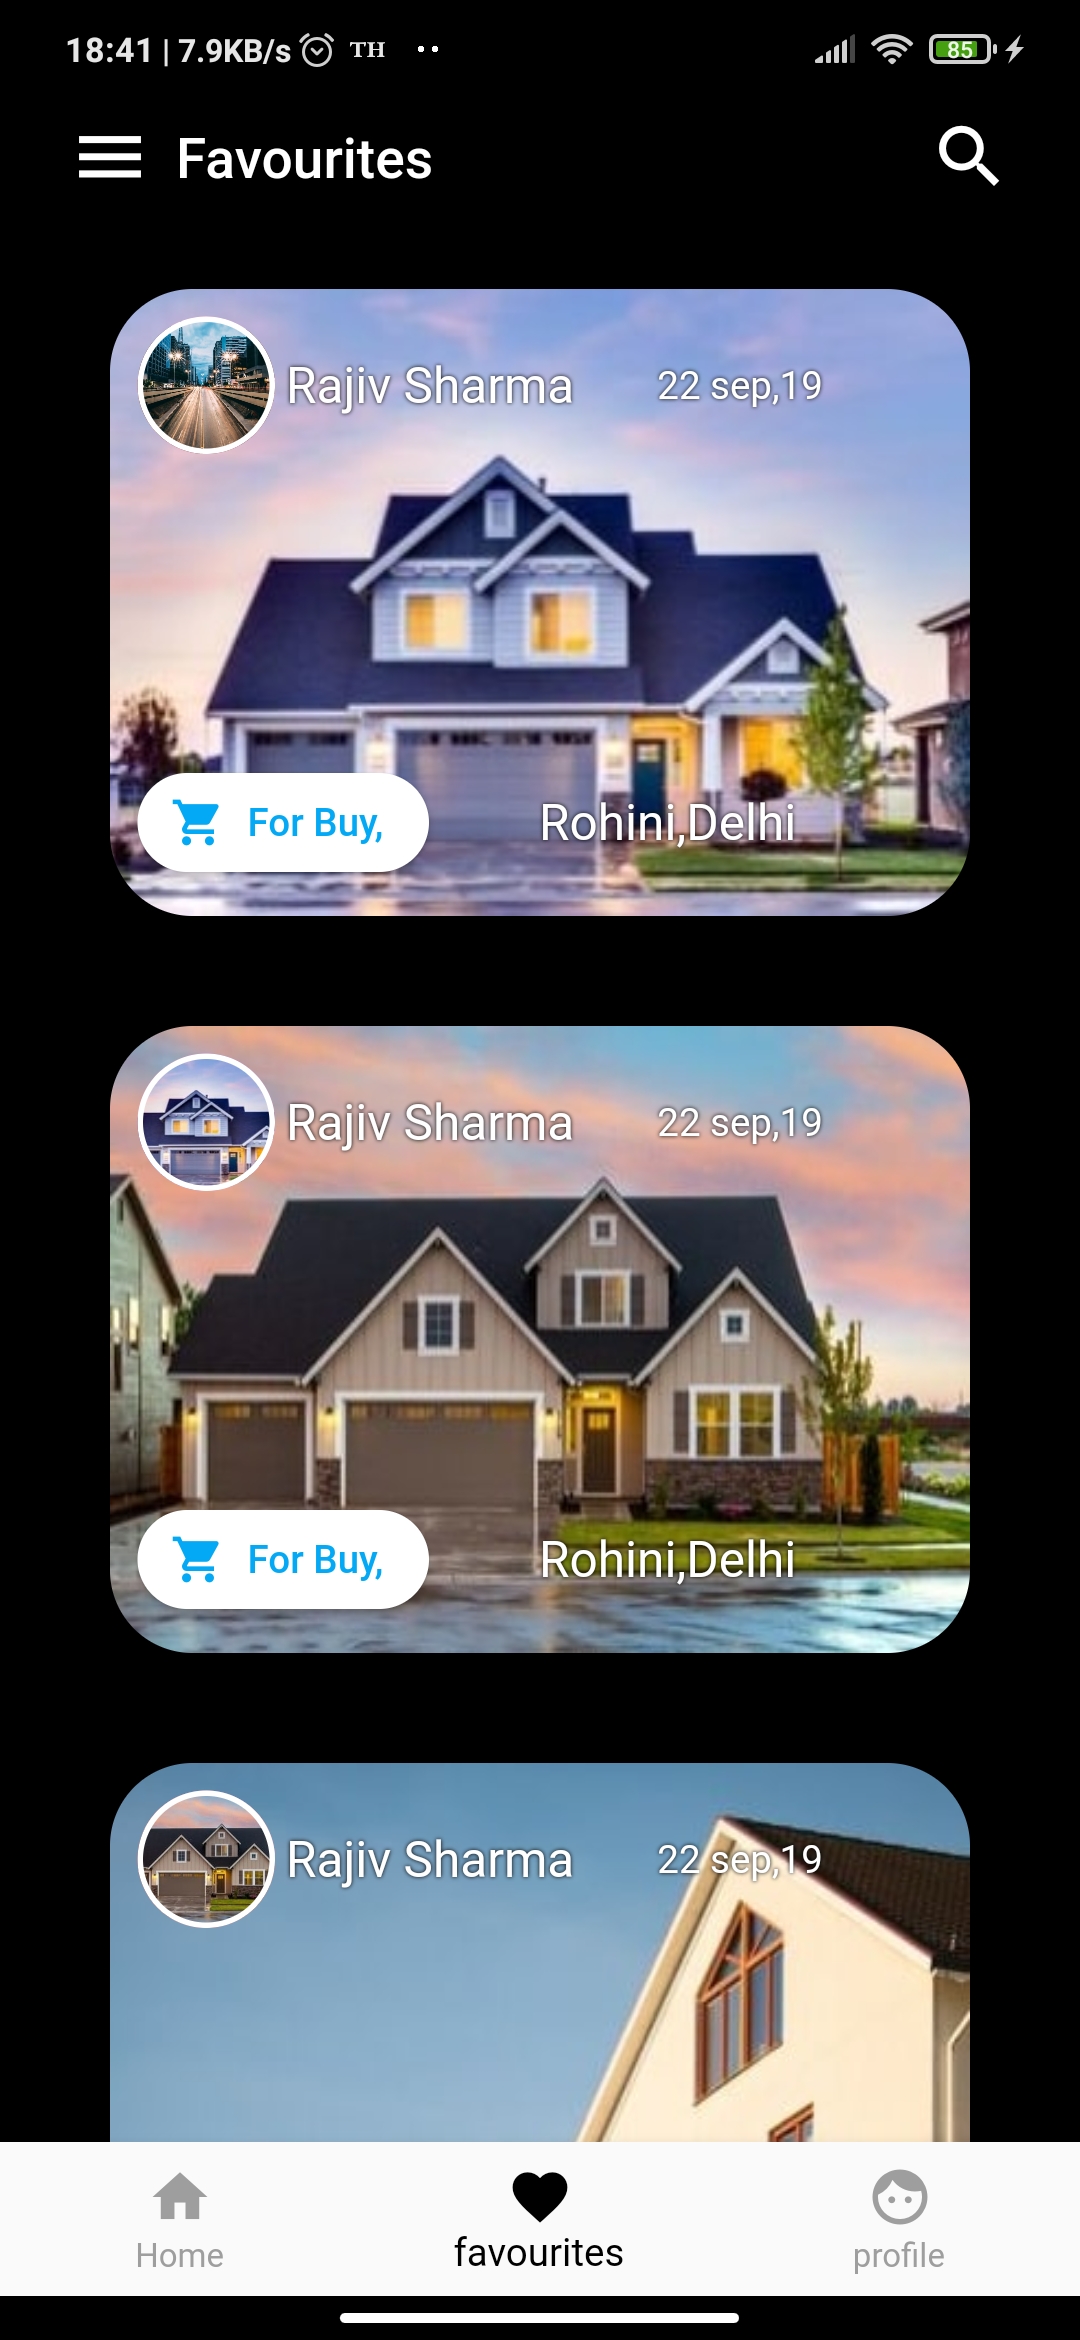 18:41 | 7.9KB/s TH 85
Favourites
Rajiv Sharma 22 sep,19
For Buy, Rohini,Delhi
Rajiv Sharma 22 sep,19
For Buy, Rohini,Delhi
Rajiv Sharma 22 sep,19
Home favourites profile